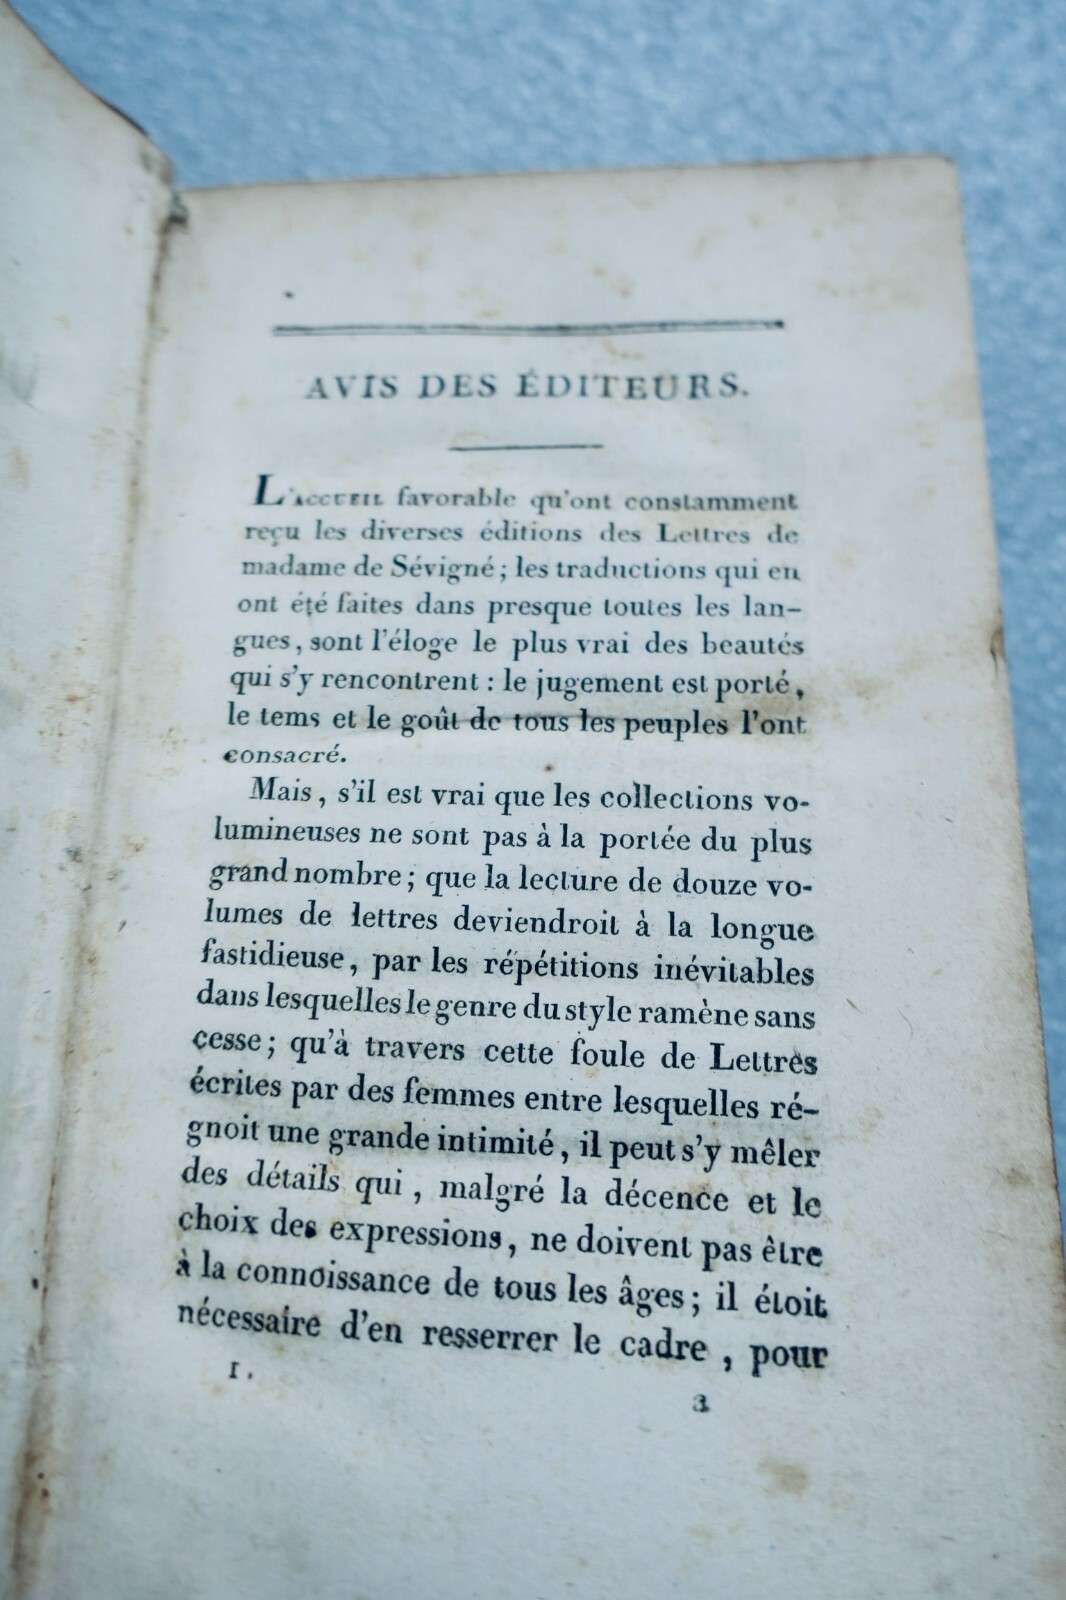 AVIS DES ÉDITEURS.
L'ACCUEIL favorable qu'ont constamment
reçu les diverses éditions des Lettres de
madame de Sévigné; les traductions qui en
ont été faites dans presque toutes les lan-
gues, sont l'éloge le plus vrai des beautés
qui s'y rencontrent : le jugement est porté,
le tems et le goût de tous les peuples l'ont
consacré.
Mais, s'il est vrai que les collections vo-
lumineuses ne sont pas à la portée du plus
grand nombre; que la lecture de douze vo-
lumes de lettres deviendroit à la longue
fastidieuse, par les répétitions inévitables
dans lesquelles le genre du style ramène sans
cesse; qu'à travers cette foule de Lettres
écrites par des femmes entre lesquelles ré-
gnoit une grande intimité, il peut s'y mêler
des détails qui, malgré la décence et le
choix des expressions, ne doivent pas être
à la connoissance de tous les âges; il étoit
nécessaire d'en resserrer le cadre, pour
I.